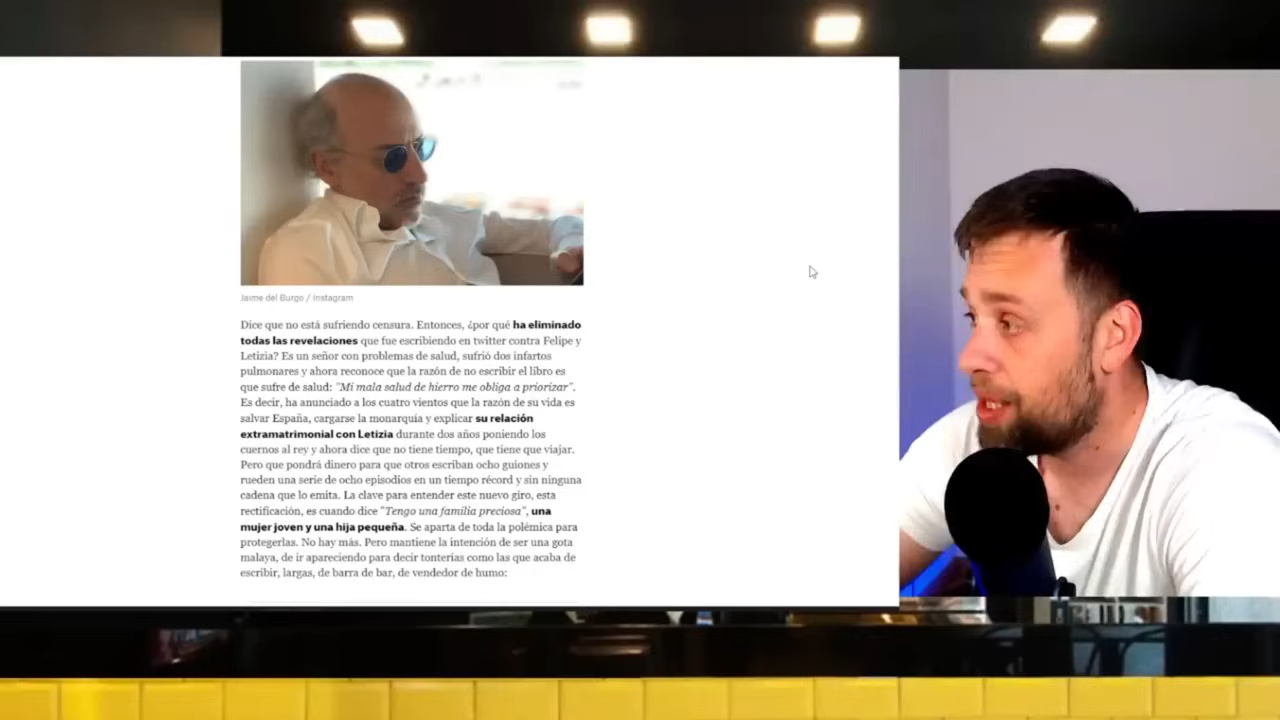 Jaime del Burgo / Instagram
Dice que no está sufriendo censura. Entonces, ¿por qué ha eliminado
todas las revelaciones que fue escribiendo en twitter contra Felipe y
Letizia? Es un señor con problemas de salud, sufrió dos infartos
pulmonares y ahora reconoce que la razón de no escribir el libro es
que sufre de salud: "Mi mala salud de hierro me obliga a priorizar".
Es decir, ha anunciado a los cuatro vientos que la razón de su vida es
salvar España, cargarse la monarquía y explicar su relación
extramatrimonial con Letizia durante dos años poniendo los
cuernos al rey y ahora dice que no tiene tiempo, que tiene que viajar.
Pero que pondrá dinero para que otros escriban ocho guiones y
rueden una serie de ocho episodios en un tiempo récord y sin ninguna
cadena que lo emita. La clave para entender este nuevo giro, esta
rectificación, es cuando dice "Tengo una familia preciosa", una
mujer joven y una hija pequeña. Se aparta de toda la polémica para
protegerlas. No hay más. Pero mantiene la intención de ser una gota
malaya, de ir apareciendo para decir tonterías como las que acaba de
escribir, largas, de barra de bar, de vendedor de humo: